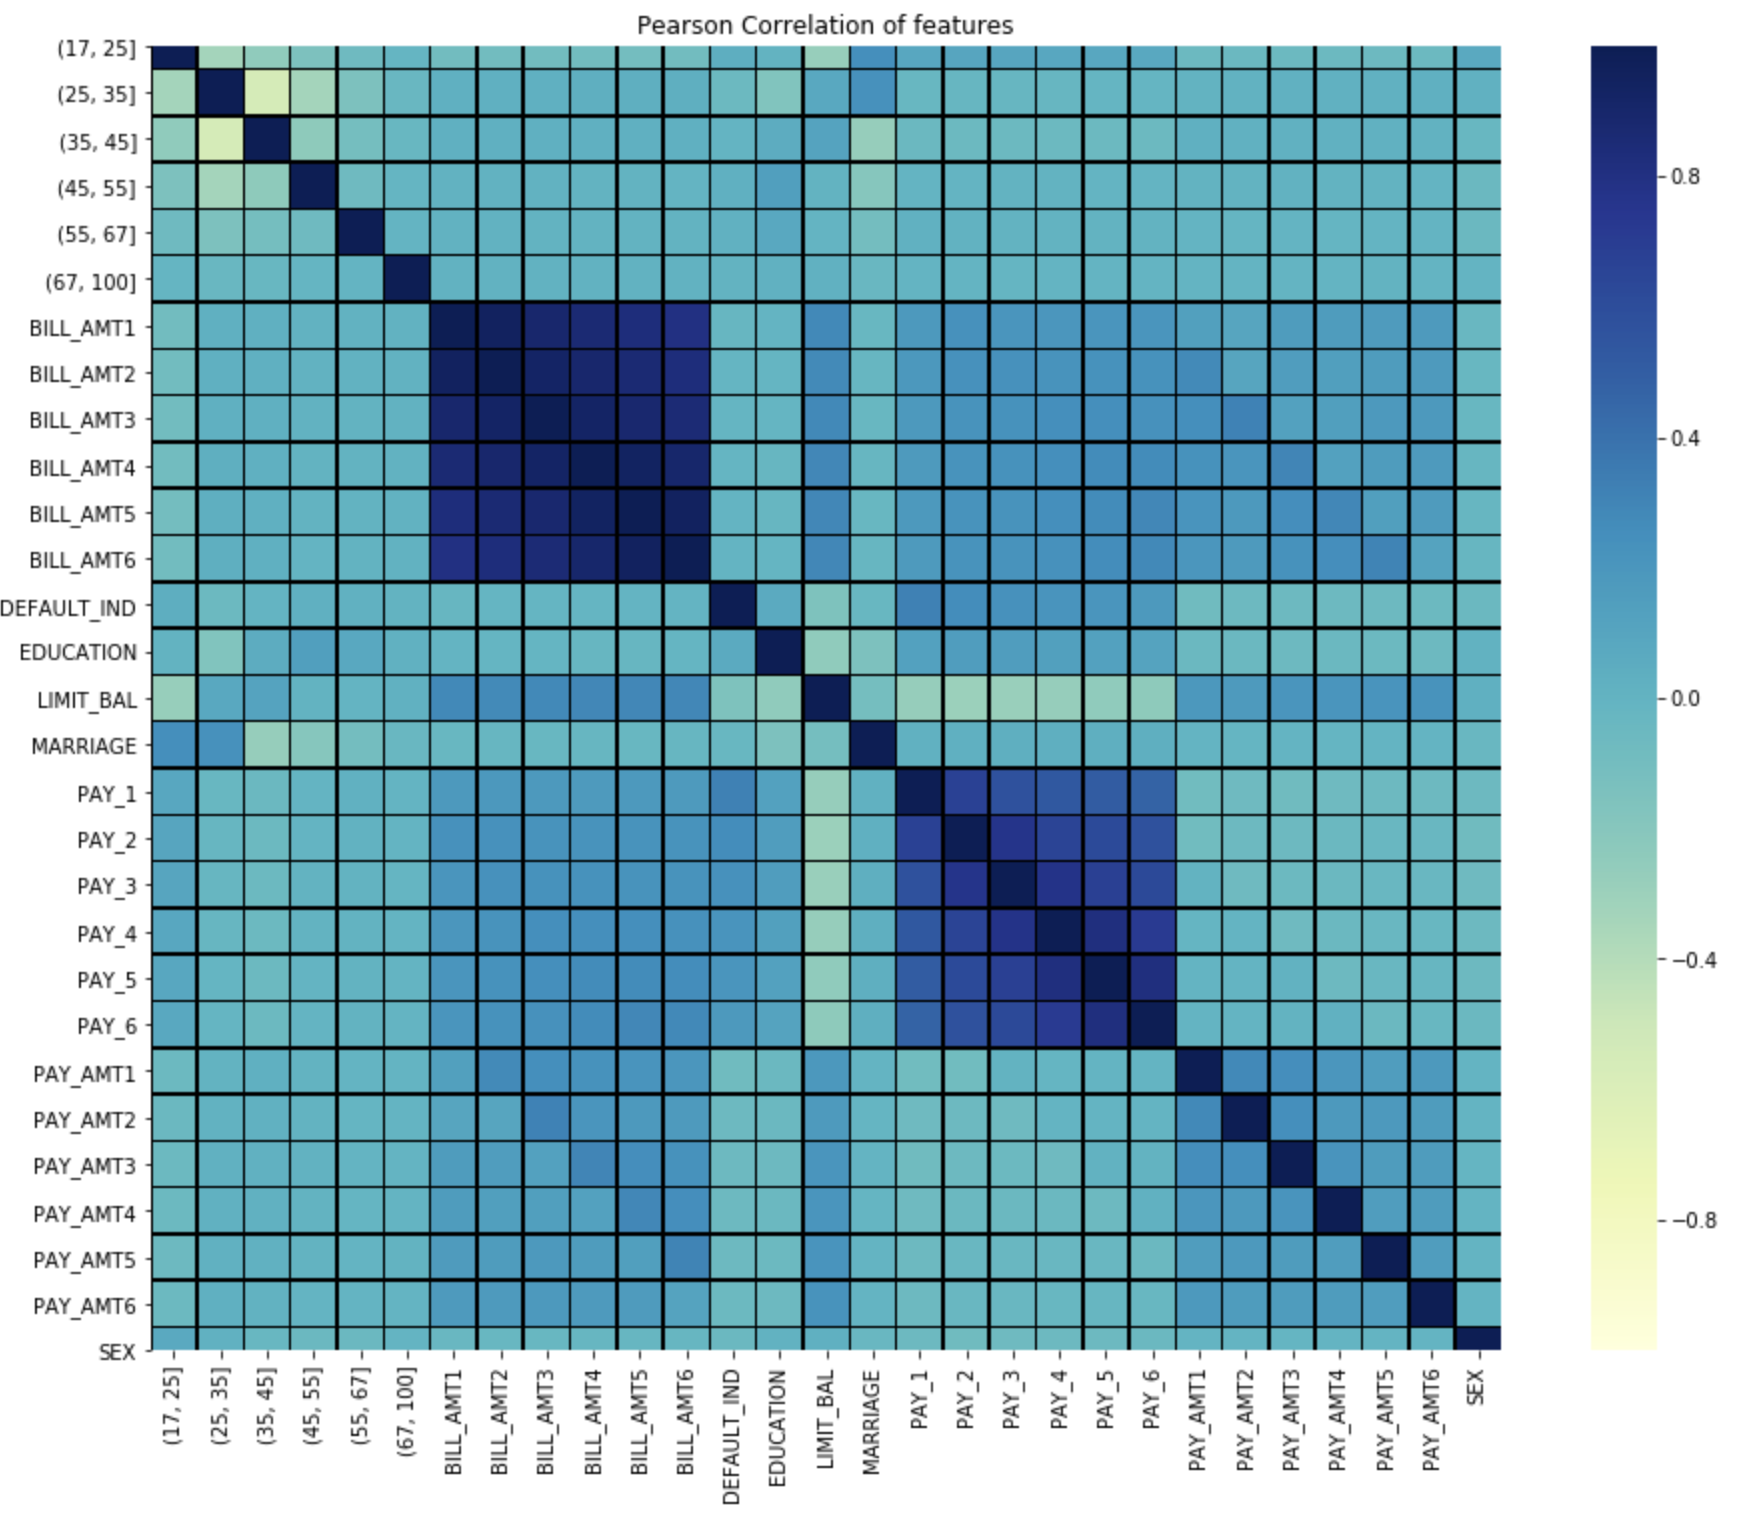 Pearson Correlation of features
(17, 25]
(25, 35]
(35, 45]
(45, 55]
(55, 67]
(67, 100]
BILL_AMT1
BILL_AMT2
BILL_AMT3
BILL_AMT4
BILL_AMT5
BILL_AMT6
DEFAULT_IND
EDUCATION
LIMIT_BAL
MARRIAGE
PAY_1
PAY_2
PAY_3
PAY_4
PAY_5
PAY_6
PAY_AMT1
PAY_AMT2
PAY_AMT3
PAY_AMT4
PAY_AMT5
PAY_AMT6
SEX
(17, 25]
(25, 35]
(35, 45]
(45, 55]
(55, 67]
(67, 100]
BILL_AMT1
BILL_AMT2
BILL_AMT3
BILL_AMT4
BILL_AMT5
BILL_AMT6
DEFAULT_IND
EDUCATION
LIMIT_BAL
MARRIAGE
PAY_1
PAY_2
PAY_3
PAY_4
PAY_5
PAY_6
PAY_AMT1
PAY_AMT2
PAY_AMT3
PAY_AMT4
PAY_AMT5
PAY_AMT6
SEX
0.8
0.4
0.0
−0.4
−0.8